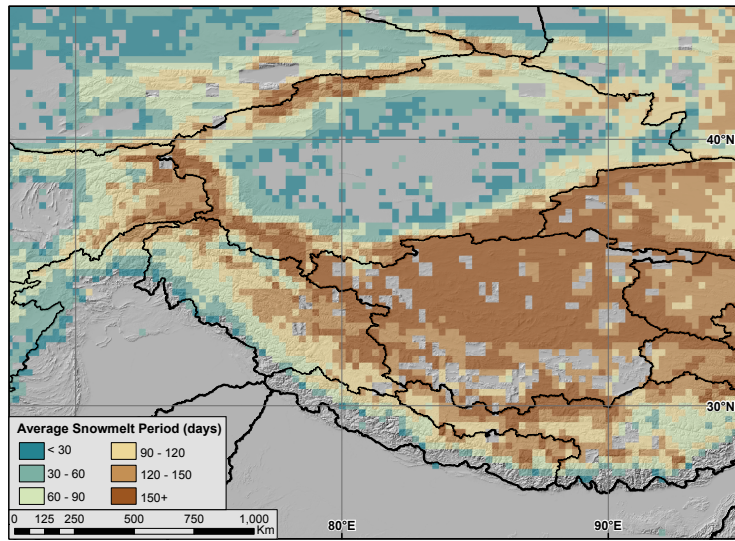 40°N
30°N
Average Snowmelt Period (days)
< 30 90 - 120
30 - 60 120 - 150
60 - 90 150+
0 125 250 500 750 1,000
Km
80°E 90°E